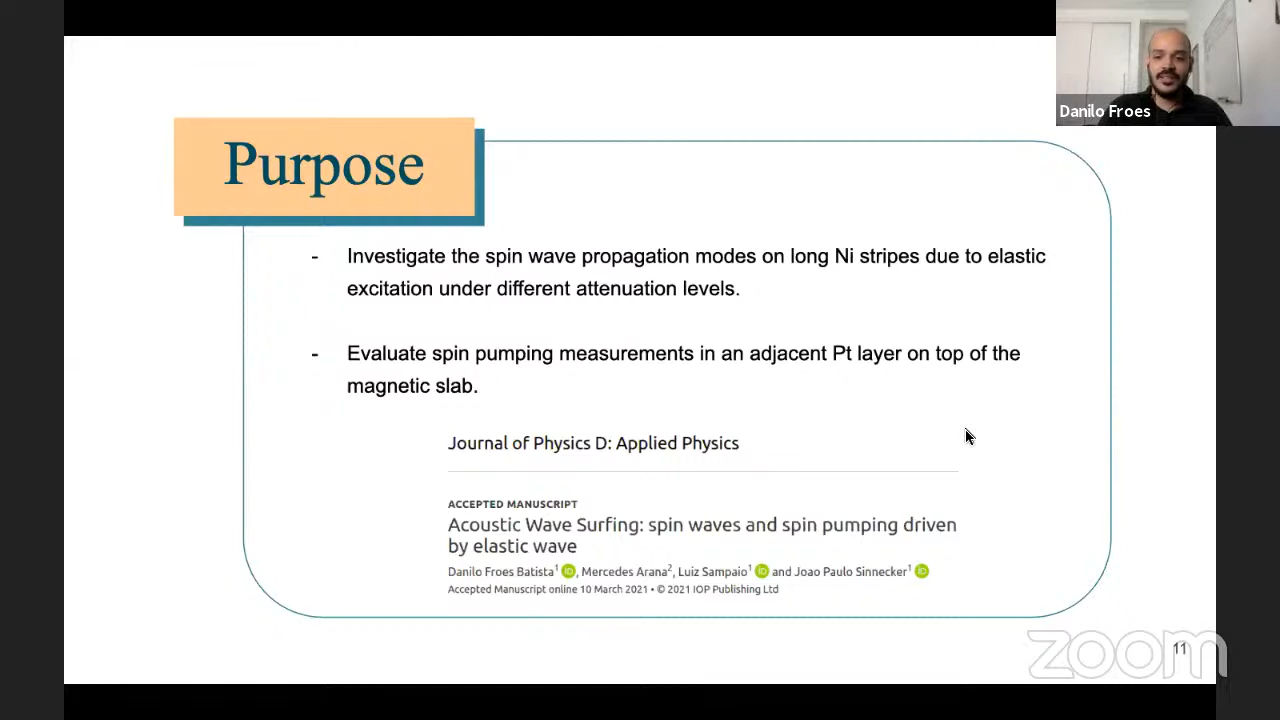 Danilo Froes
Purpose
- Investigate the spin wave propagation modes on long Ni stripes due to elastic
excitation under different attenuation levels.
- Evaluate spin pumping measurements in an adjacent Pt layer on top of the
magnetic slab.
Journal of Physics D: Applied Physics
ACCEPTED MANUSCRIPT
Acoustic Wave Surfing: spin waves and spin pumping driven
by elastic wave
Danilo Froes Batista¹ iD, Mercedes Arana², Luiz Sampaio¹ iD and Joao Paulo Sinnecker¹ iD
Accepted Manuscript online 10 March 2021 • © 2021 IOP Publishing Ltd
zoom
11